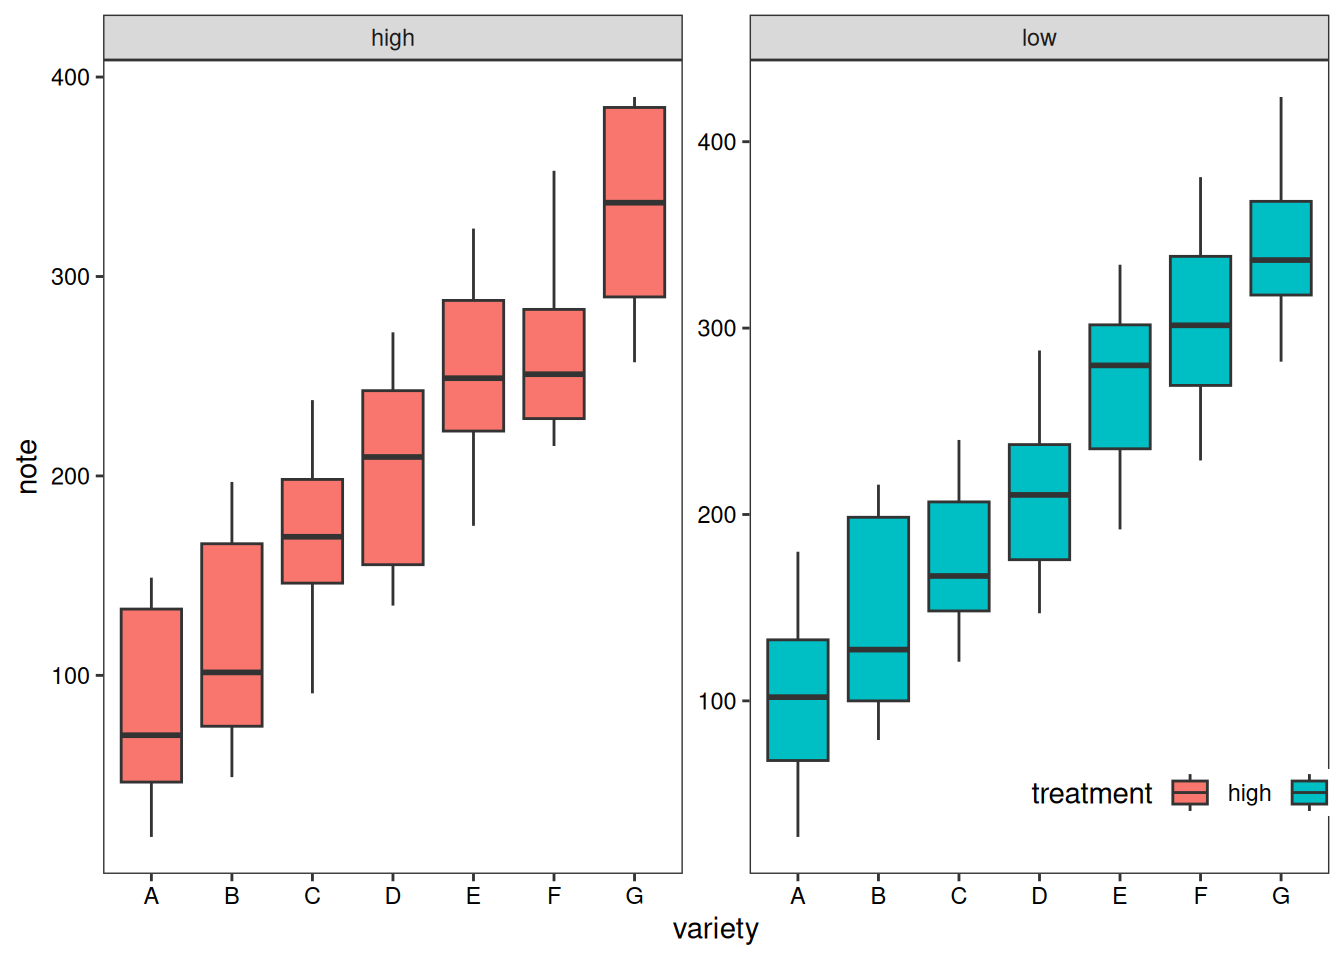 high
low
400
300
200
100
400
300
200
100
note
treatment high
A B C D E F G
A B C D E F G
variety